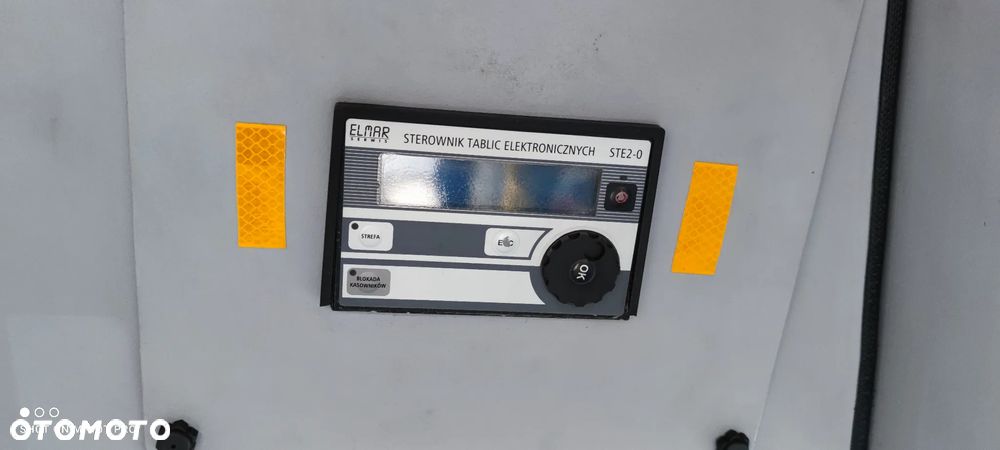 ELMAR
SERWIS
STEROWNIK TABLIC ELEKTRONICZNYCH STE2-0
STREFA
ESC
OK
BLOKADA
KASOWNIKÓW
OTOMOTO